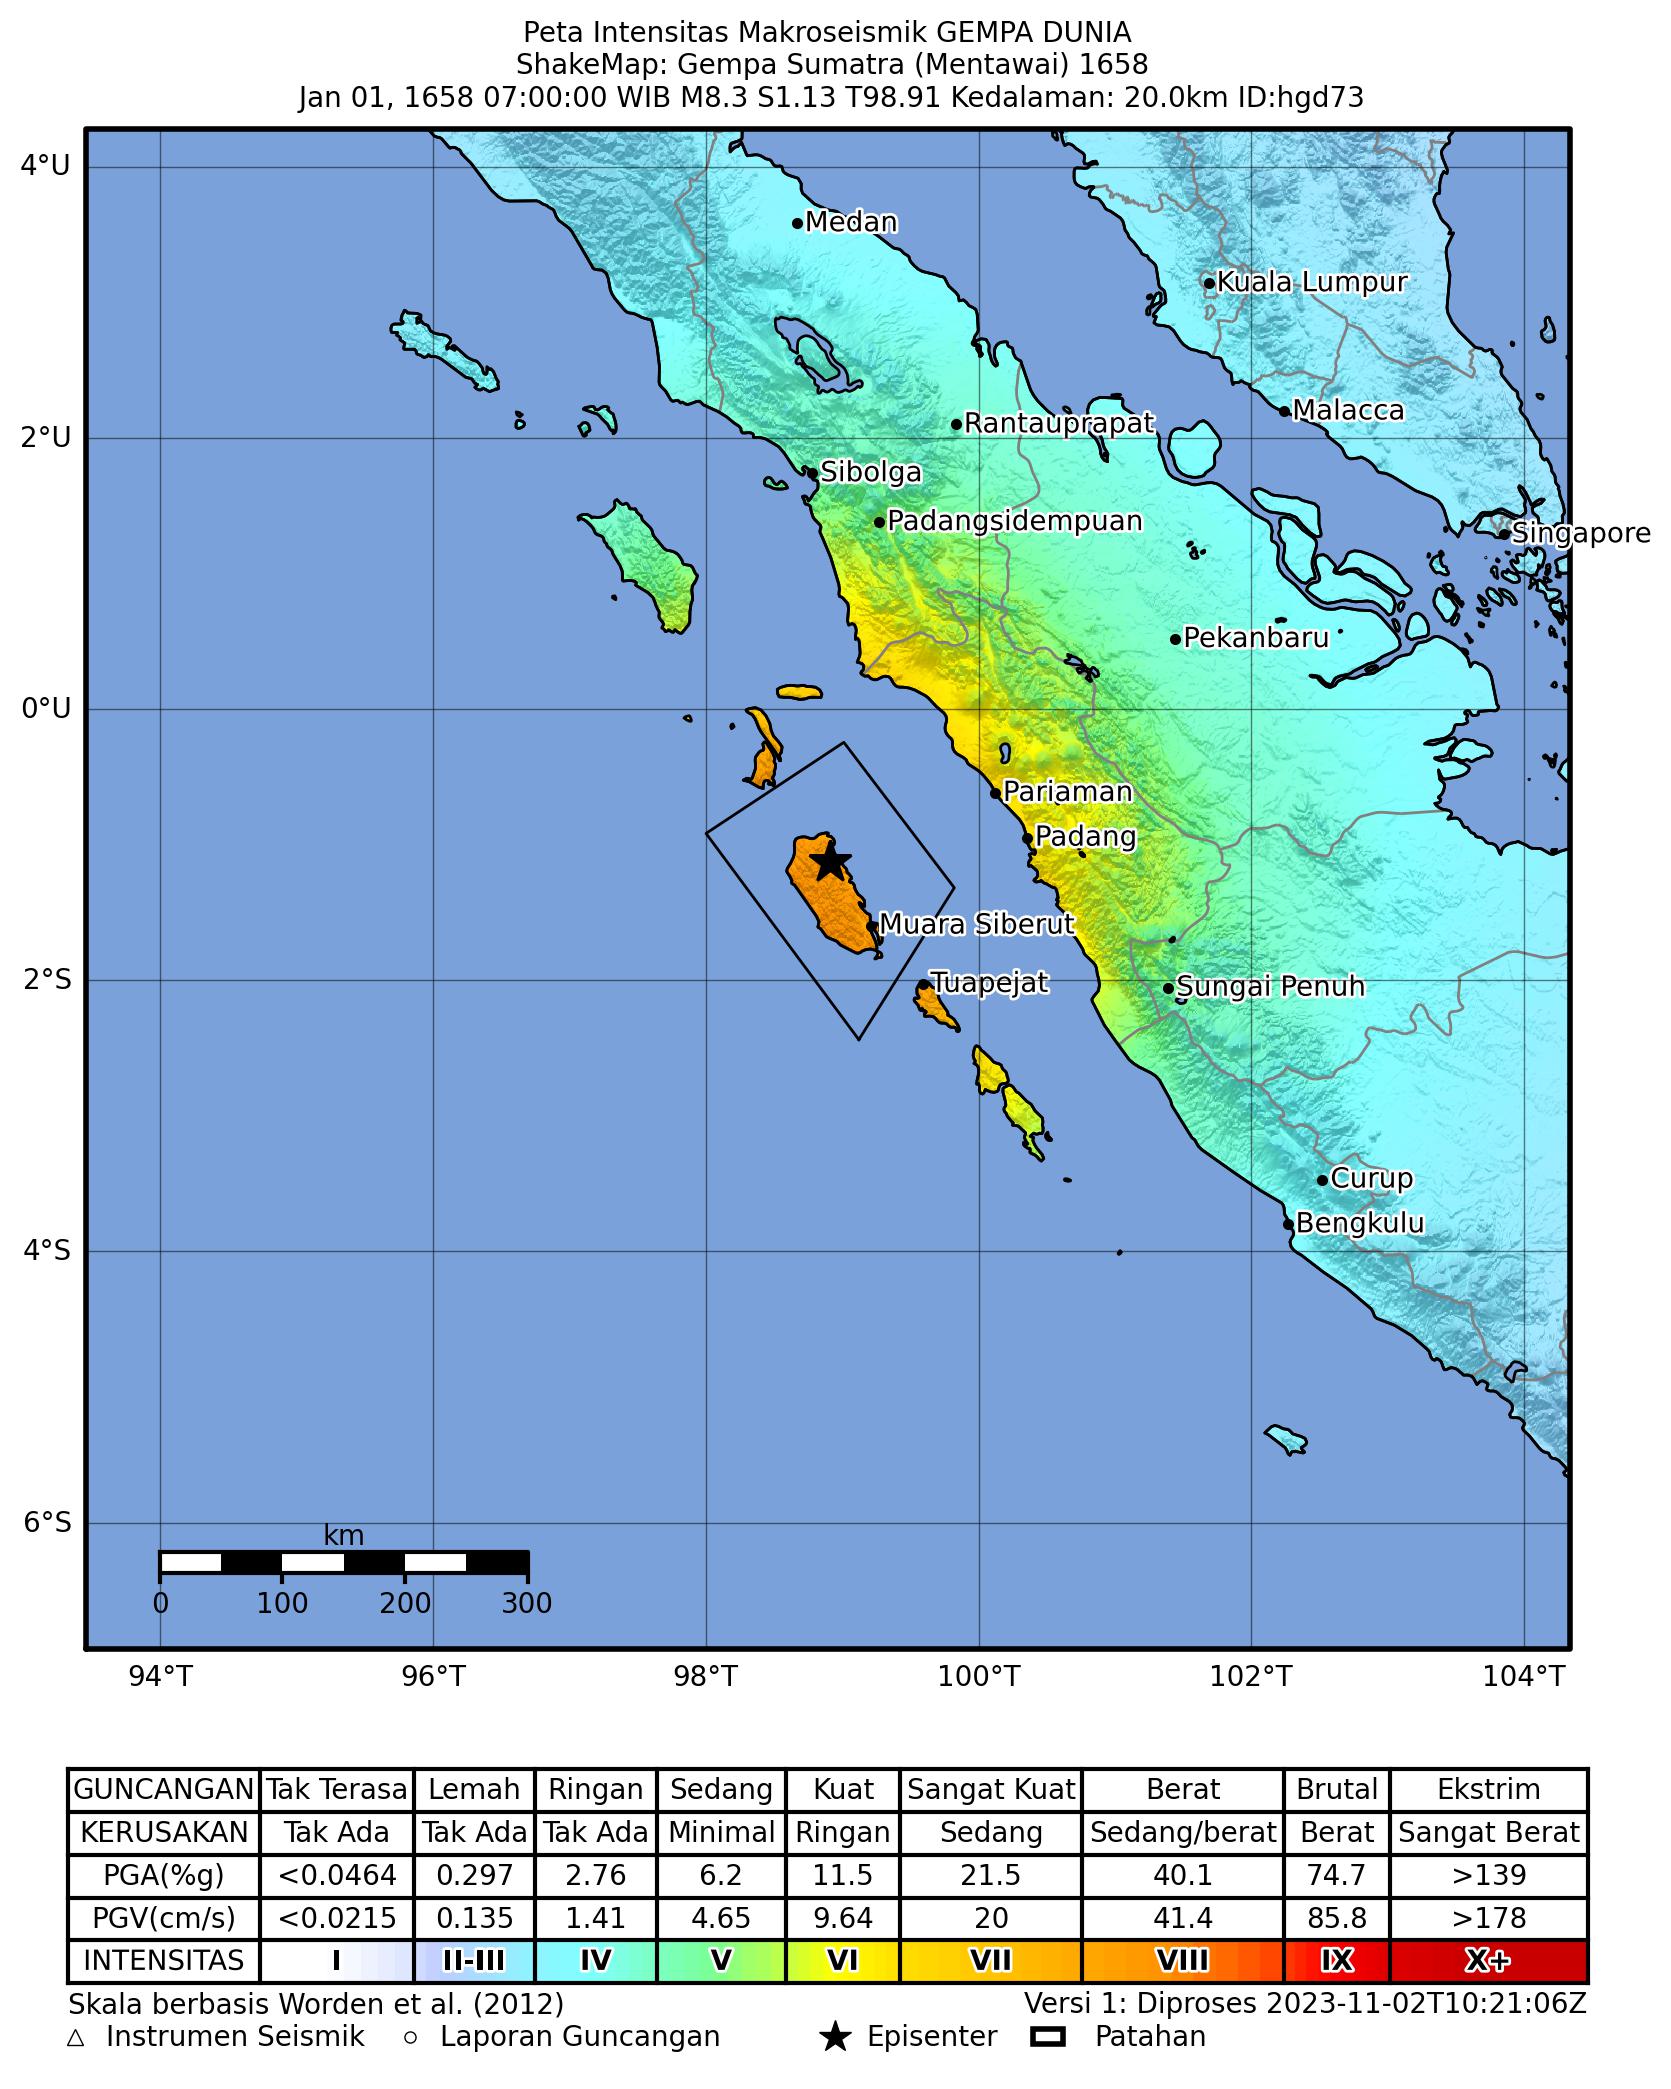 Peta Intensitas Makroseismik GEMPA DUNIA
ShakeMap: Gempa Sumatra (Mentawai) 1658
Jan 01, 1658 07:00:00 WIB M8.3 S1.13 T98.91 Kedalaman: 20.0km ID:hgd73
4°U
Medan
Kuala Lumpur
Malacca
2°U
Rantauprapat
Sibolga
Padangsidempuan
Singapore
Pekanbaru
0°U
Pariaman
Padang
Muara Siberut
2°S
Tuapejat
Sungai Penuh
Curup
Bengkulu
4°S
6°S
km
0 100 200 300
94°T 96°T 98°T 100°T 102°T 104°T
GUNCANGAN Tak Terasa Lemah Ringan Sedang Kuat Sangat Kuat Berat Brutal Ekstrim
KERUSAKAN Tak Ada Tak Ada Tak Ada Minimal Ringan Sedang Sedang/berat Berat Sangat Berat
PGA(%g) <0.0464 0.297 2.76 6.2 11.5 21.5 40.1 74.7 >139
PGV(cm/s) <0.0215 0.135 1.41 4.65 9.64 20 41.4 85.8 >178
INTENSITAS I II-III IV V VI VII VIII IX X+
Skala berbasis Worden et al. (2012) Versi 1: Diproses 2023-11-02T10:21:06Z
Instrumen Seismik Laporan Guncangan Episenter Patahan